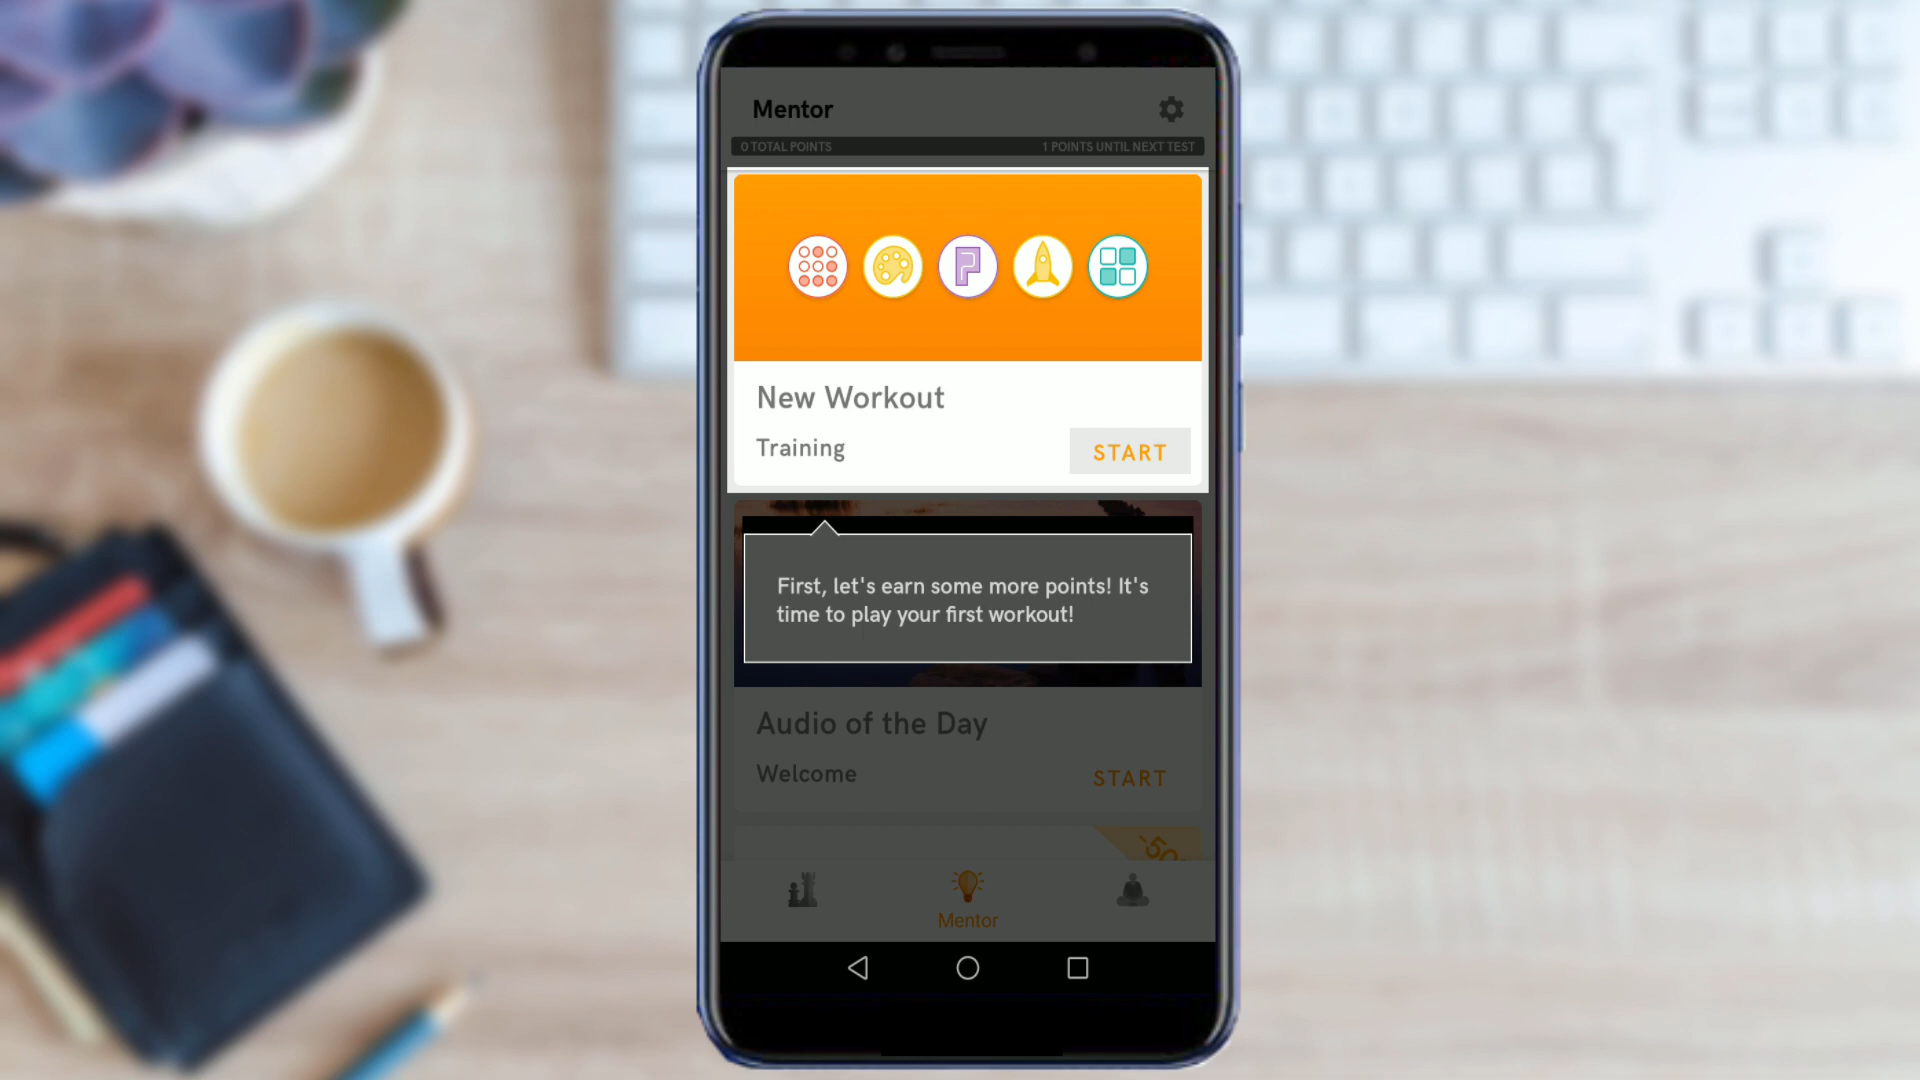 Mentor
0 TOTAL POINTS 1 POINTS UNTIL NEXT TEST
New Workout
Training START
First, let's earn some more points! It's
time to play your first workout!
Audio of the Day
Welcome START
Mentor